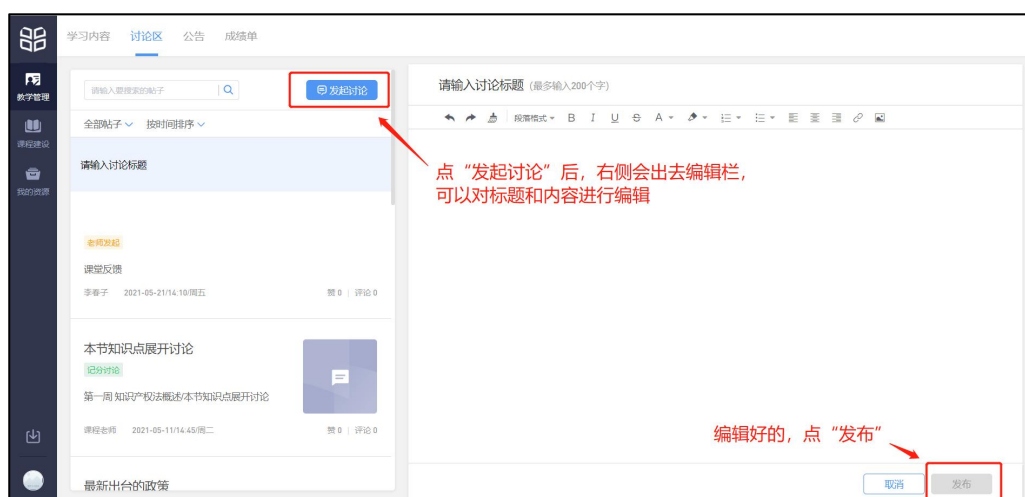 学习内容 讨论区 公告 成绩单
教学管理
课程建设
我的资源
请输入要搜索的帖子
发起讨论
全部帖子 按时间排序
请输入讨论标题
老师发起
课堂反馈
李春子 2021-05-21/14:10/周五 赞 0 | 评论 0
本节知识点展开讨论
记分讨论
第一周 知识产权法概述/本节知识点展开讨论
课程老师 2021-05-11/14:45/周二 赞 0 | 评论 0
最新出台的政策
请输入讨论标题 (最多输入200个字)
段落格式 B I U S A
点“发起讨论”后，右侧会出去编辑栏，
可以对标题和内容进行编辑
编辑好的，点“发布”
取消 发布